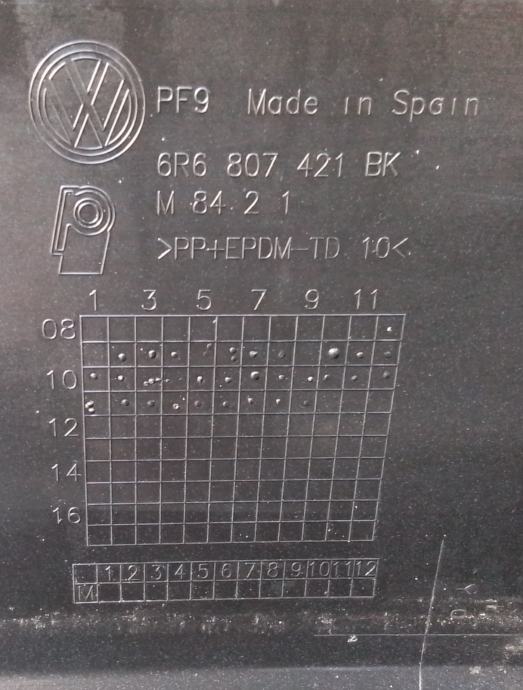 PF9 Made in Spain
6R6 807 421 BK
M 84 2 1
>PP+EPDM-TD 10<
1 3 5 7 9 11
08
10
12
14
16
1 2 3 4 5 6 7 8 9 10 11 12
M